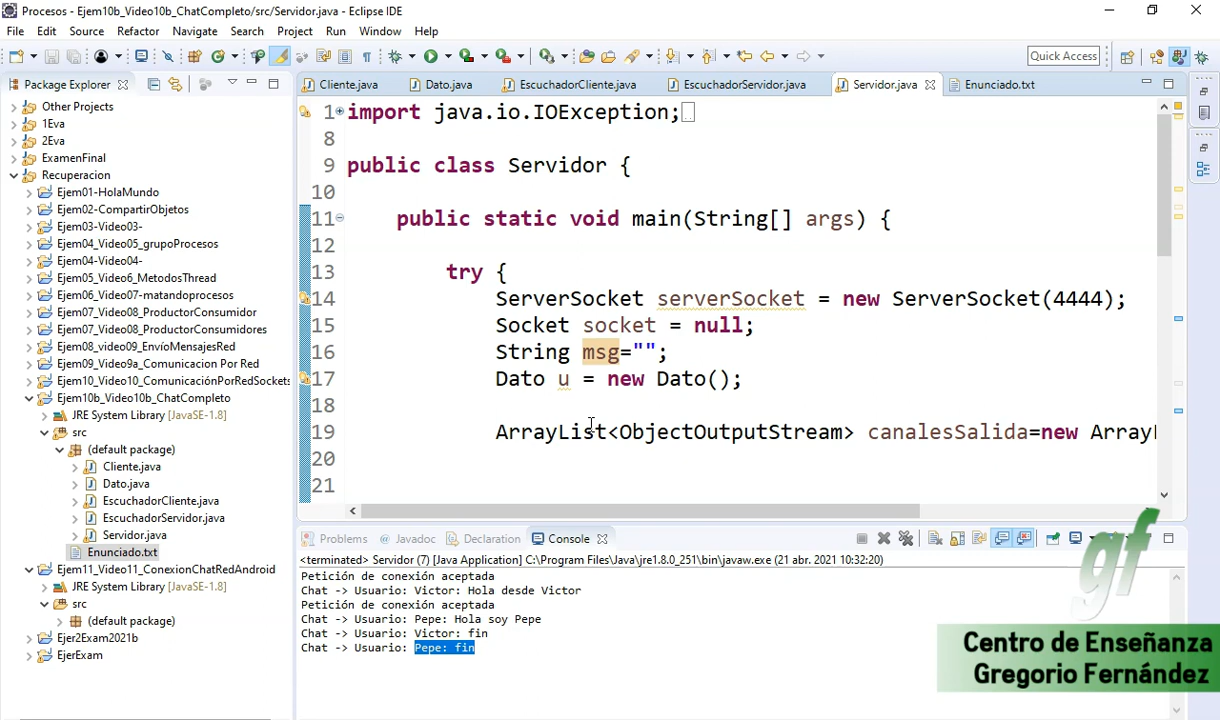 Procesos - Ejem10b_Video10b_ChatCompleto/src/Servidor.java - Eclipse IDE
File Edit Source Refactor Navigate Search Project Run Window Help
Quick Access
Package Explorer
Cliente.java Dato.java EscuchadorCliente.java EscuchadorServidor.java Servidor.java Enunciado.txt
Other Projects
1Eva
2Eva
ExamenFinal
Recuperacion
Ejem01-HolaMundo
Ejem02-CompartirObjetos
Ejem03-Video03-
Ejem04_Video05_grupoProcesos
Ejem04-Video04-
Ejem05_Video6_MetodosThread
Ejem06_Video07-matandoprocesos
Ejem07_Video08_ProductorConsumidor
Ejem07_Video08_ProductorConsumidores
Ejem08_video09_EnvíoMensajesRed
Ejem09_Video9a_Comunicacion Por Red
Ejem10_Video10_ComunicaciónPorRedSockets
Ejem10b_Video10b_ChatCompleto
JRE System Library [JavaSE-1.8]
src
(default package)
Cliente.java
Dato.java
EscuchadorCliente.java
EscuchadorServidor.java
Servidor.java
Enunciado.txt
Ejem11_Video11_ConexionChatRedAndroid
JRE System Library [JavaSE-1.8]
src
(default package)
Ejer2Exam2021b
EjerExam
1 import java.io.IOException;
8
9 public class Servidor {
10
11 public static void main(String[] args) {
12
13 try {
14 ServerSocket serverSocket = new ServerSocket(4444);
15 Socket socket = null;
16 String msg="";
17 Dato u = new Dato();
18
19 ArrayList<ObjectOutputStream> canalesSalida=new ArrayL
20
21
Problems Javadoc Declaration Console
<terminated> Servidor (7) [Java Application] C:\Program Files\Java\jre1.8.0_251\bin\javaw.exe (21 abr. 2021 10:32:20)
Petición de conexión aceptada
Chat -> Usuario: Victor: Hola desde Victor
Petición de conexión aceptada
Chat -> Usuario: Pepe: Hola soy Pepe
Chat -> Usuario: Victor: fin
Chat -> Usuario: Pepe: fin
gf
Centro de Enseñanza
Gregorio Fernández